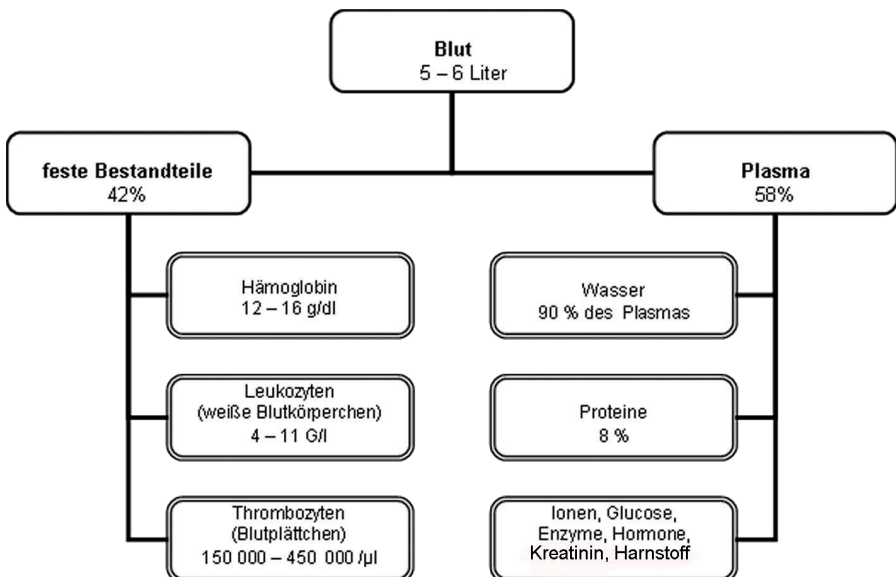 Blut
5 – 6 Liter
feste Bestandteile
42%
Plasma
58%
Hämoglobin
12 – 16 g/dl
Wasser
90 % des Plasmas
Leukozyten
(weiße Blutkörperchen)
4 – 11 G/l
Proteine
8 %
Thrombozyten
(Blutplättchen)
150 000 – 450 000 /µl
Ionen, Glucose,
Enzyme, Hormone,
Kreatinin, Harnstoff